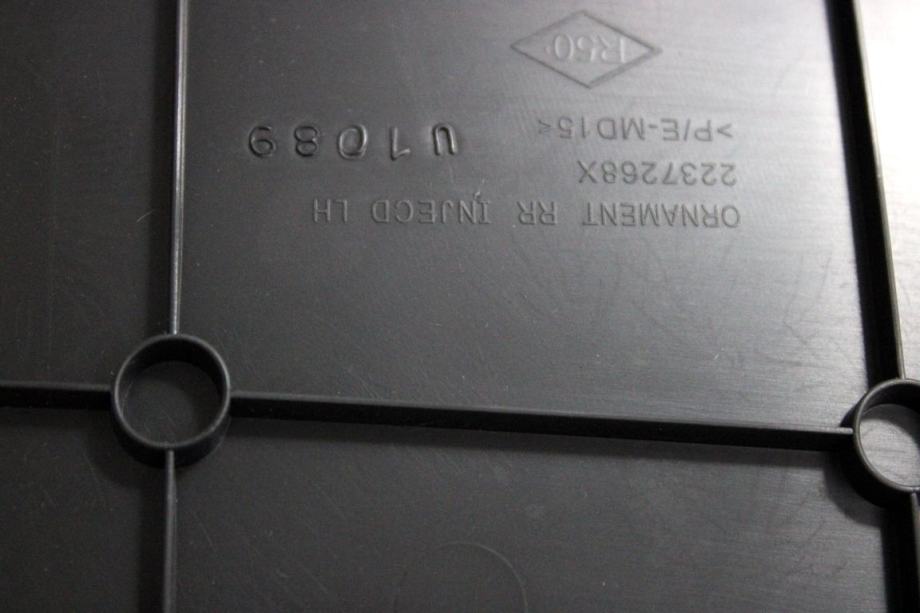 ORNAMENT RR INJECD LH
2237268X
>P/E-MD15<
U1089
R50